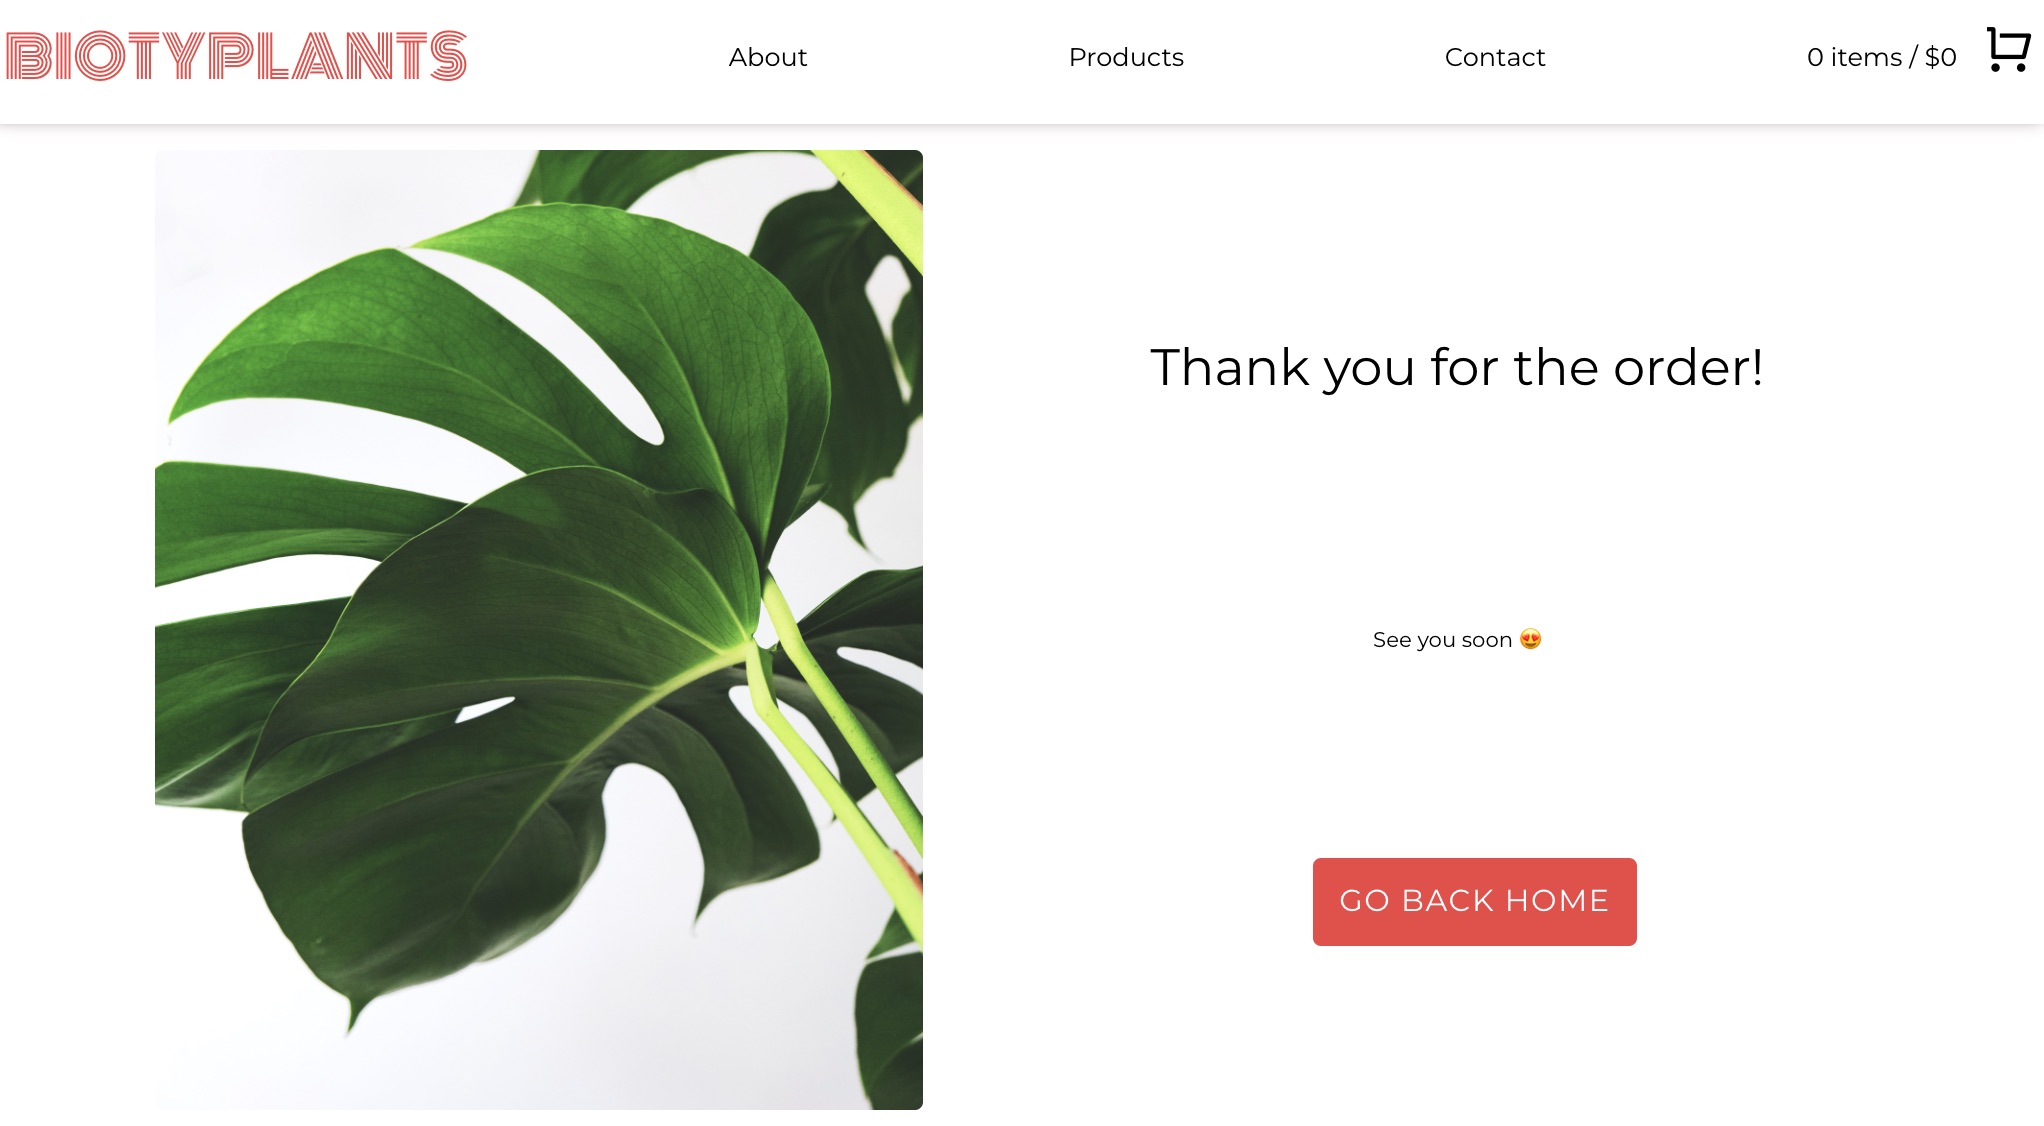 BIOTYPLANTS
About
Products
Contact
0 items / $0
Thank you for the order!
See you soon 😍
GO BACK HOME